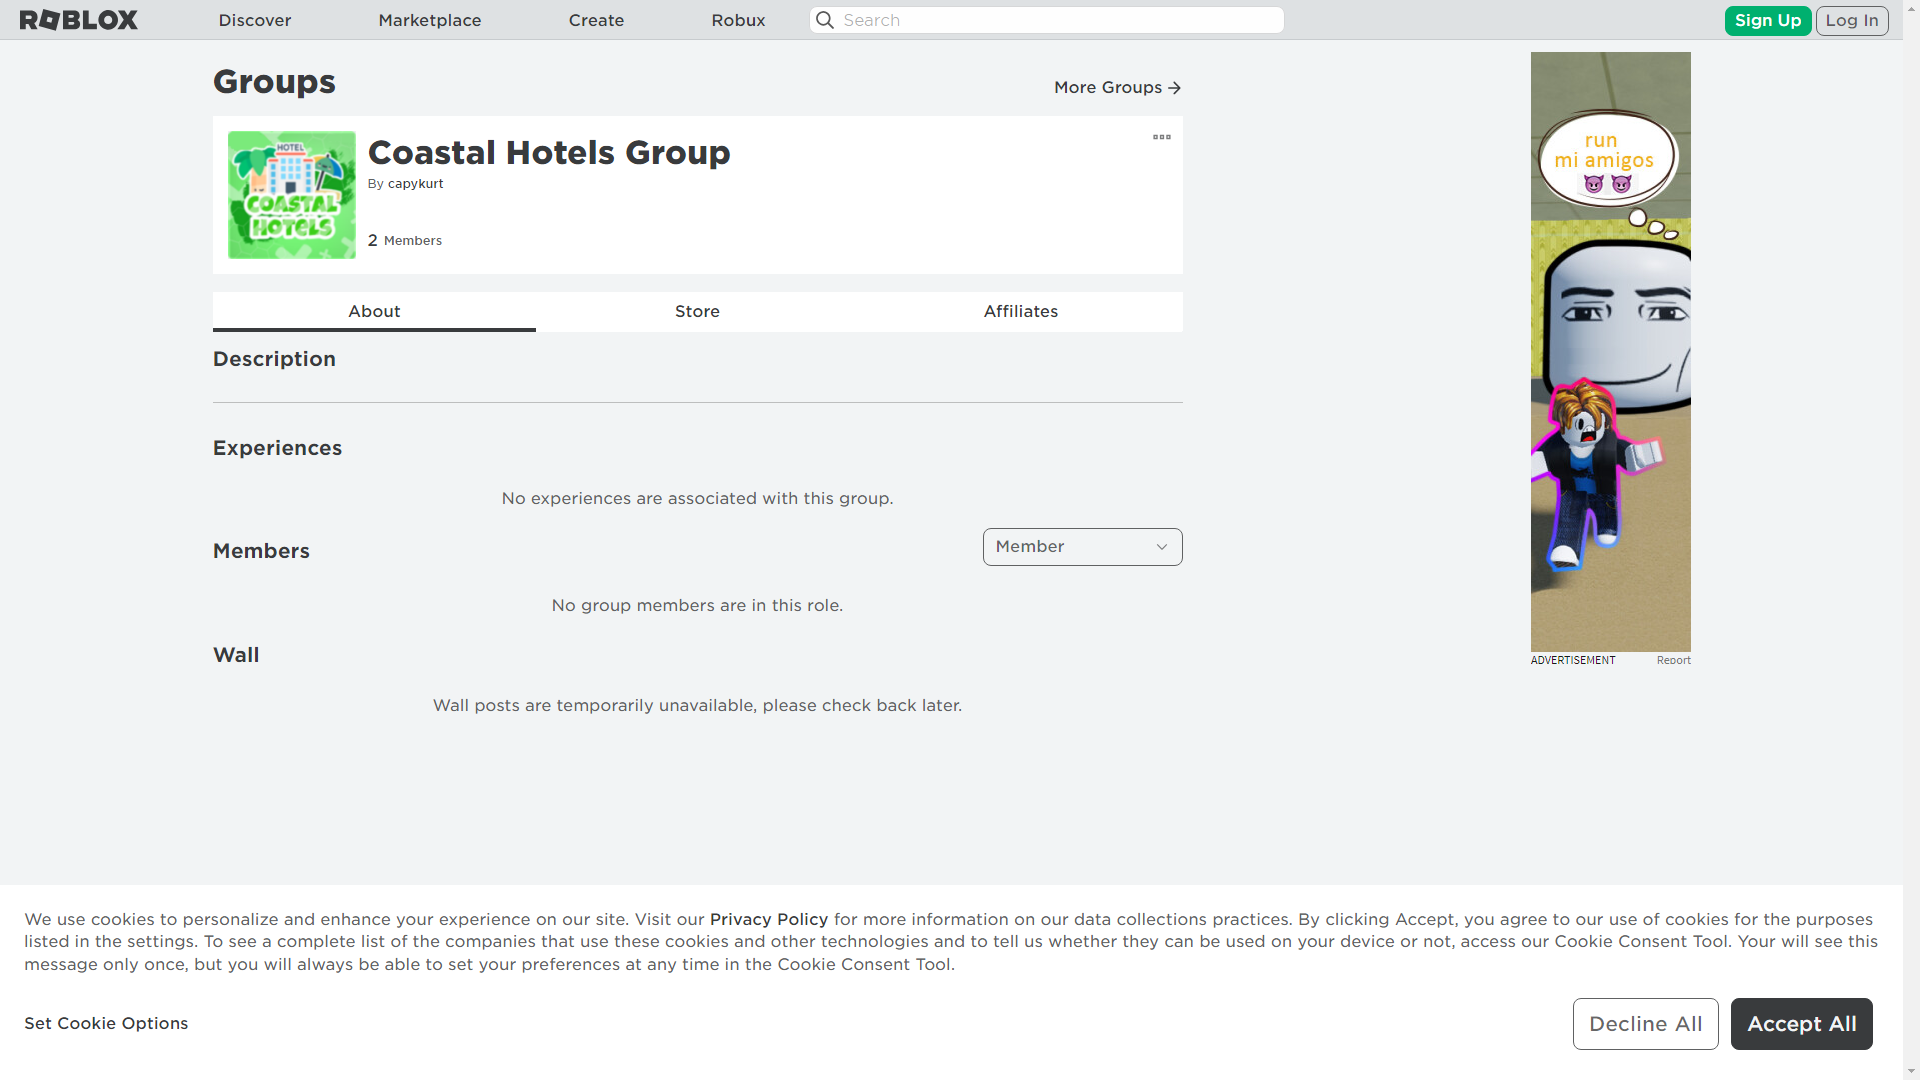 ROBLOX
Discover
Marketplace
Create
Robux
Search
Sign Up
Log In
Groups
More Groups
HOTEL
COASTAL
HOTELS
Coastal Hotels Group
By capykurt
2 Members
About
Store
Affiliates
Description
Experiences
No experiences are associated with this group.
Members
Member
No group members are in this role.
Wall
Wall posts are temporarily unavailable, please check back later.
run
mi amigos
ADVERTISEMENT
Report
We use cookies to personalize and enhance your experience on our site. Visit our Privacy Policy for more information on our data collections practices. By clicking Accept, you agree to our use of cookies for the purposes
listed in the settings. To see a complete list of the companies that use these cookies and other technologies and to tell us whether they can be used on your device or not, access our Cookie Consent Tool. Your will see this
message only once, but you will always be able to set your preferences at any time in the Cookie Consent Tool.
Set Cookie Options
Decline All
Accept All